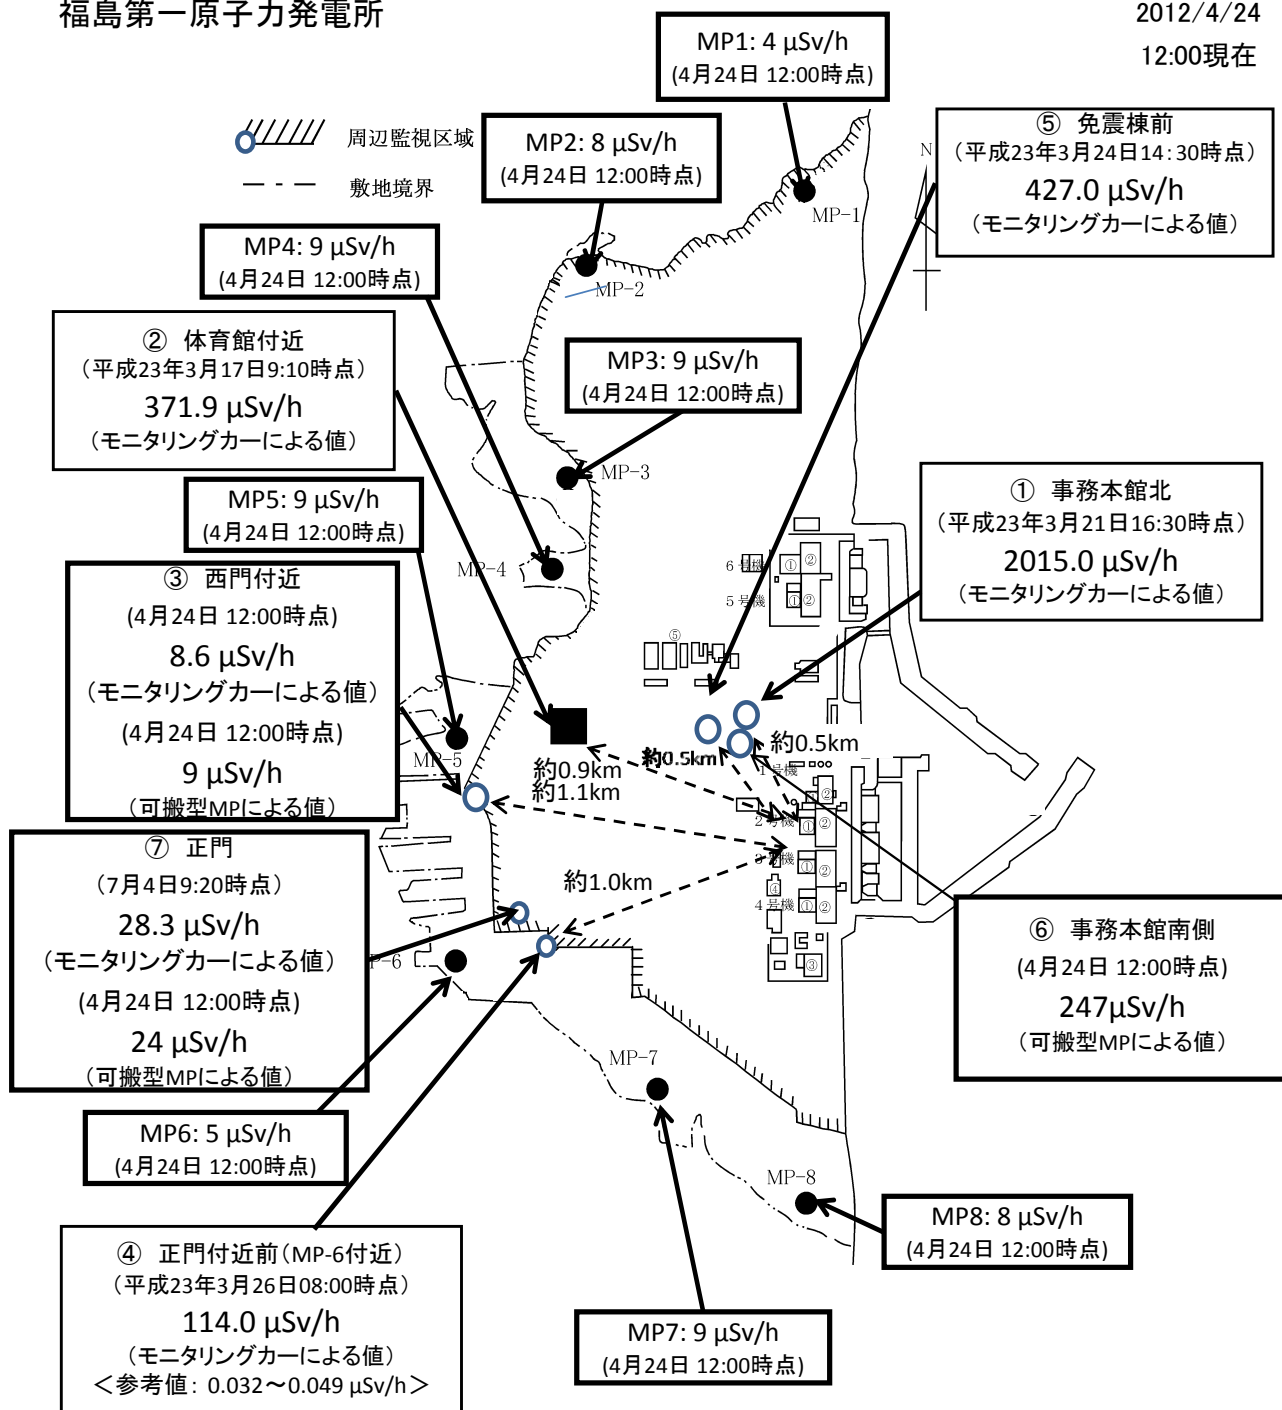 福島第一原子力発電所
2012/4/24
12:00現在
周辺監視区域
敷地境界
MP1: 4 μSv/h
(4月24日 12:00時点)
MP2: 8 μSv/h
(4月24日 12:00時点)
⑤ 免震棟前
(平成23年3月24日14:30時点)
427.0 μSv/h
(モニタリングカーによる値)
N
MP-1
MP4: 9 μSv/h
(4月24日 12:00時点)
MP-2
② 体育館付近
(平成23年3月17日9:10時点)
371.9 μSv/h
(モニタリングカーによる値)
MP3: 9 μSv/h
(4月24日 12:00時点)
MP-3
MP5: 9 μSv/h
(4月24日 12:00時点)
① 事務本館北
(平成23年3月21日16:30時点)
2015.0 μSv/h
(モニタリングカーによる値)
MP-4
6号機
① ②
5号機
① ②
③ 西門付近
(4月24日 12:00時点)
8.6 μSv/h
(モニタリングカーによる値)
(4月24日 12:00時点)
9 μSv/h
(可搬型MPによる値)
⑤
MP-5
約0.9km
約1.1km
約0.5km
約0.5km
1号機
②
2号機
① ②
3号機
① ②
④
4号機
① ②
③
約1.0km
⑦ 正門
(7月4日9:20時点)
28.3 μSv/h
(モニタリングカーによる値)
(4月24日 12:00時点)
24 μSv/h
(可搬型MPによる値)
P-6
⑥ 事務本館南側
(4月24日 12:00時点)
247μSv/h
(可搬型MPによる値)
MP-7
MP6: 5 μSv/h
(4月24日 12:00時点)
MP-8
MP8: 8 μSv/h
(4月24日 12:00時点)
④ 正門付近前(MP-6付近)
(平成23年3月26日08:00時点)
114.0 μSv/h
(モニタリングカーによる値)
<参考値: 0.032~0.049 μSv/h>
MP7: 9 μSv/h
(4月24日 12:00時点)